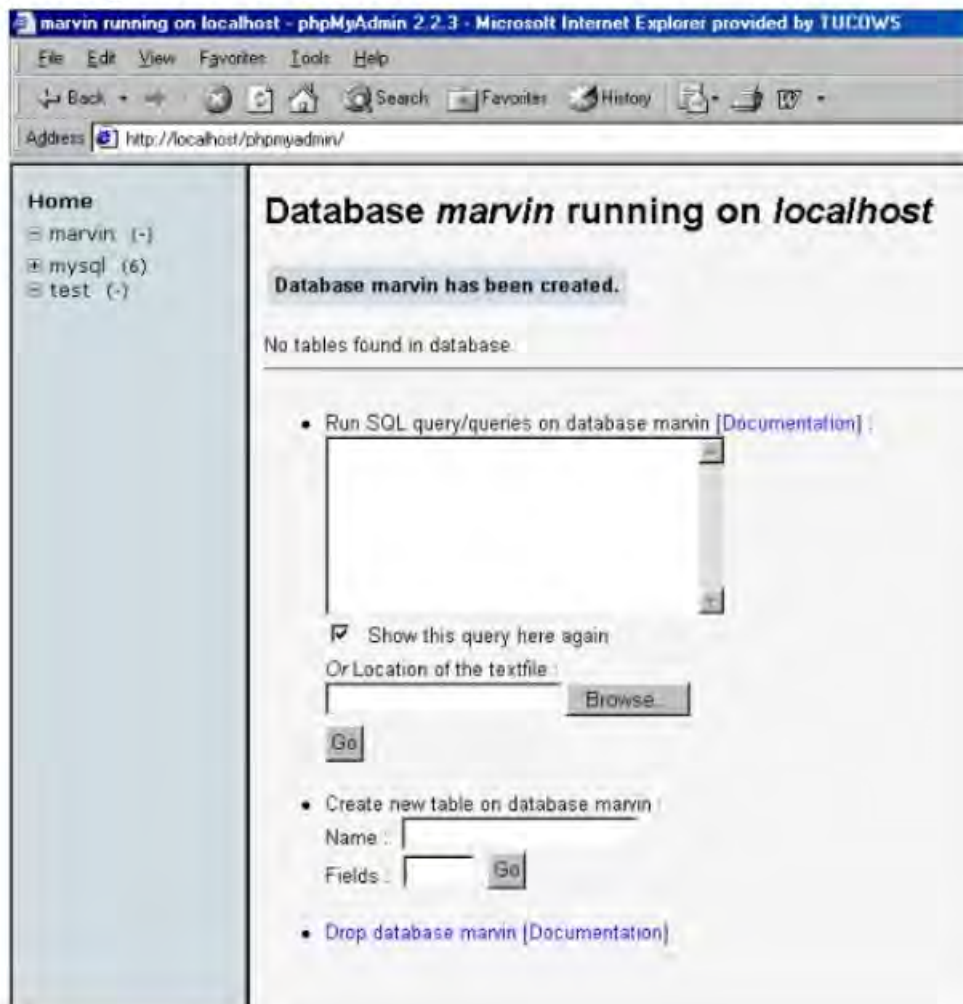 marvin running on localhost - phpMyAdmin 2.2.3 - Microsoft Internet Explorer provided by TUCOWS
File Edit View Favorites Tools Help
Back Search Favorites History
Address http://localhost/phpmyadmin/
Home
marvin (-)
mysql (6)
test (-)
Database marvin running on localhost
Database marvin has been created.
No tables found in database.
Run SQL query/queries on database marvin [Documentation] :
Show this query here again
Or Location of the textfile :
Browse...
Go
Create new table on database marvin :
Name :
Fields : Go
Drop database marvin [Documentation]